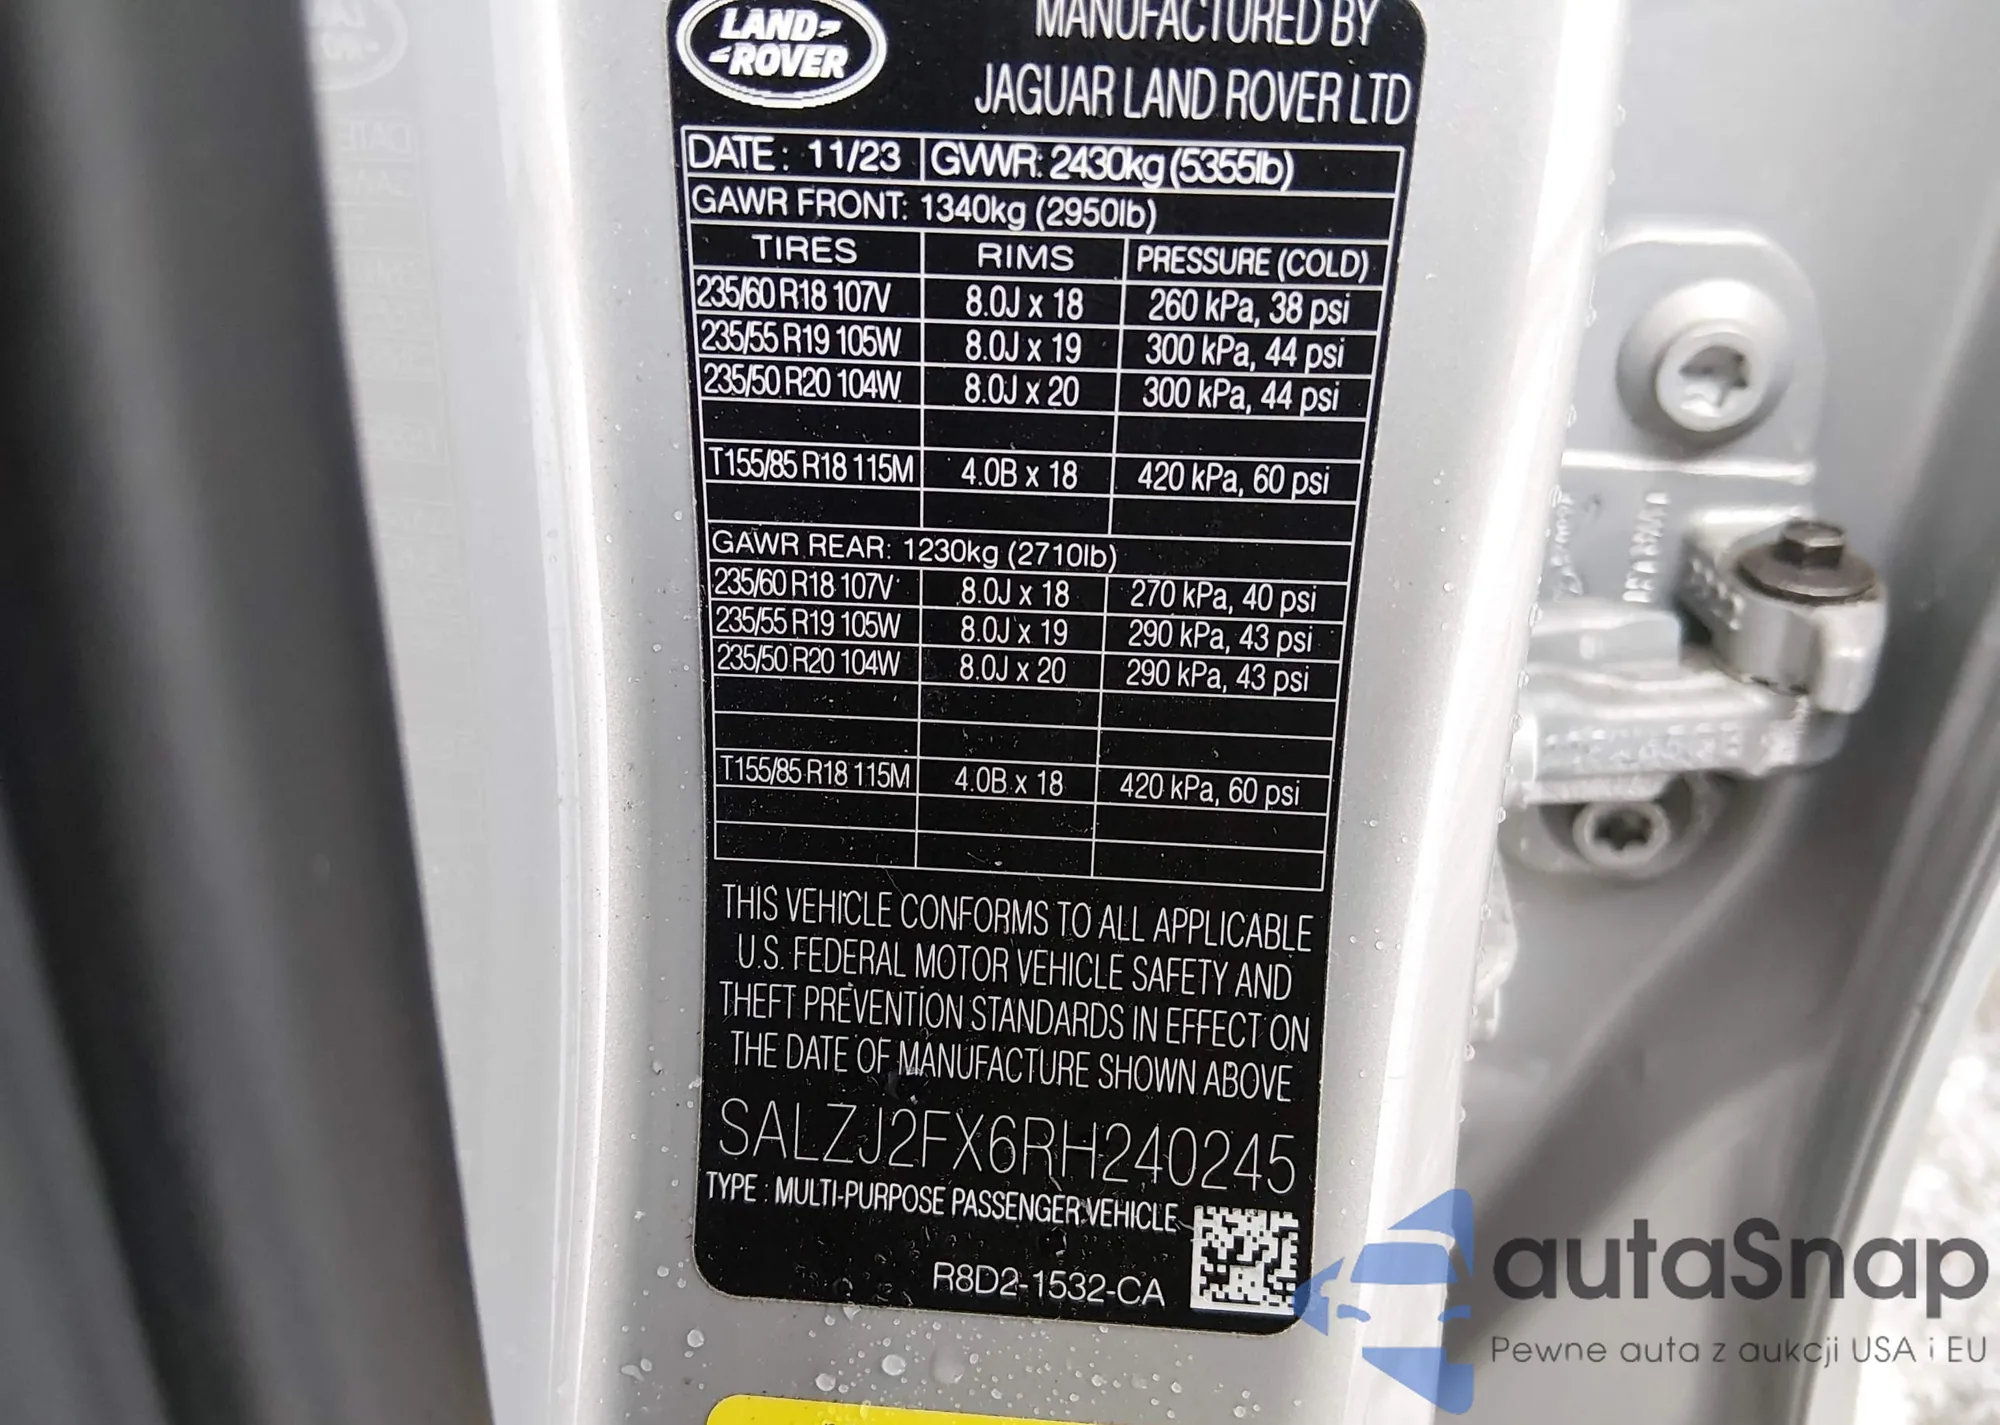 LAND
ROVER
MANUFACTURED BY
JAGUAR LAND ROVER LTD
DATE: 11/23 GVWR: 2430kg (5355lb)
GAWR FRONT: 1340kg (2950lb)
TIRES RIMS PRESSURE (COLD)
235/60 R18 107V 8.0J x 18 260 kPa, 38 psi
235/55 R19 105W 8.0J x 19 300 kPa, 44 psi
235/50 R20 104W 8.0J x 20 300 kPa, 44 psi
T155/85 R18 115M 4.0B x 18 420 kPa, 60 psi
GAWR REAR: 1230kg (2710lb)
235/60 R18 107V 8.0J x 18 270 kPa, 40 psi
235/55 R19 105W 8.0J x 19 290 kPa, 43 psi
235/50 R20 104W 8.0J x 20 290 kPa, 43 psi
T155/85 R18 115M 4.0B x 18 420 kPa, 60 psi
THIS VEHICLE CONFORMS TO ALL APPLICABLE
U.S. FEDERAL MOTOR VEHICLE SAFETY AND
THEFT PREVENTION STANDARDS IN EFFECT ON
THE DATE OF MANUFACTURE SHOWN ABOVE
SALZJ2FX6RH240245
TYPE : MULTI-PURPOSE PASSENGER VEHICLE
R8D2-1532-CA
autaSnap
Pewne auta z aukcji USA i EU